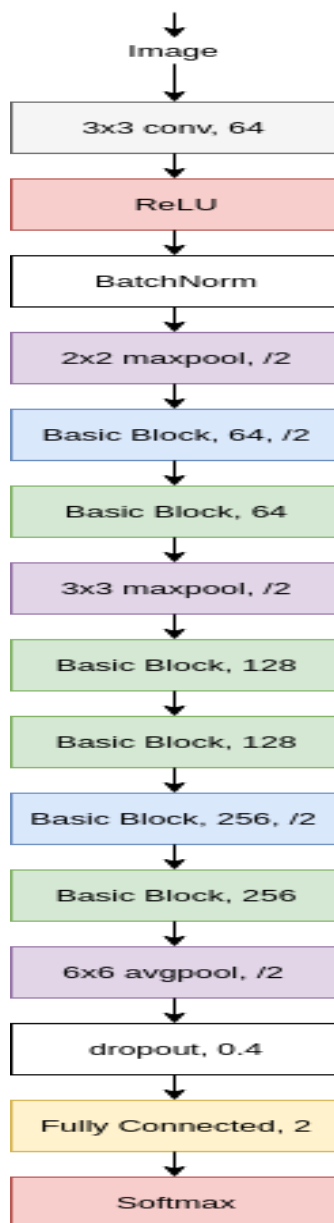 Image
3x3 conv, 64
ReLU
BatchNorm
2x2 maxpool, /2
Basic Block, 64, /2
Basic Block, 64
3x3 maxpool, /2
Basic Block, 128
Basic Block, 128
Basic Block, 256, /2
Basic Block, 256
6x6 avgpool, /2
dropout, 0.4
Fully Connected, 2
Softmax